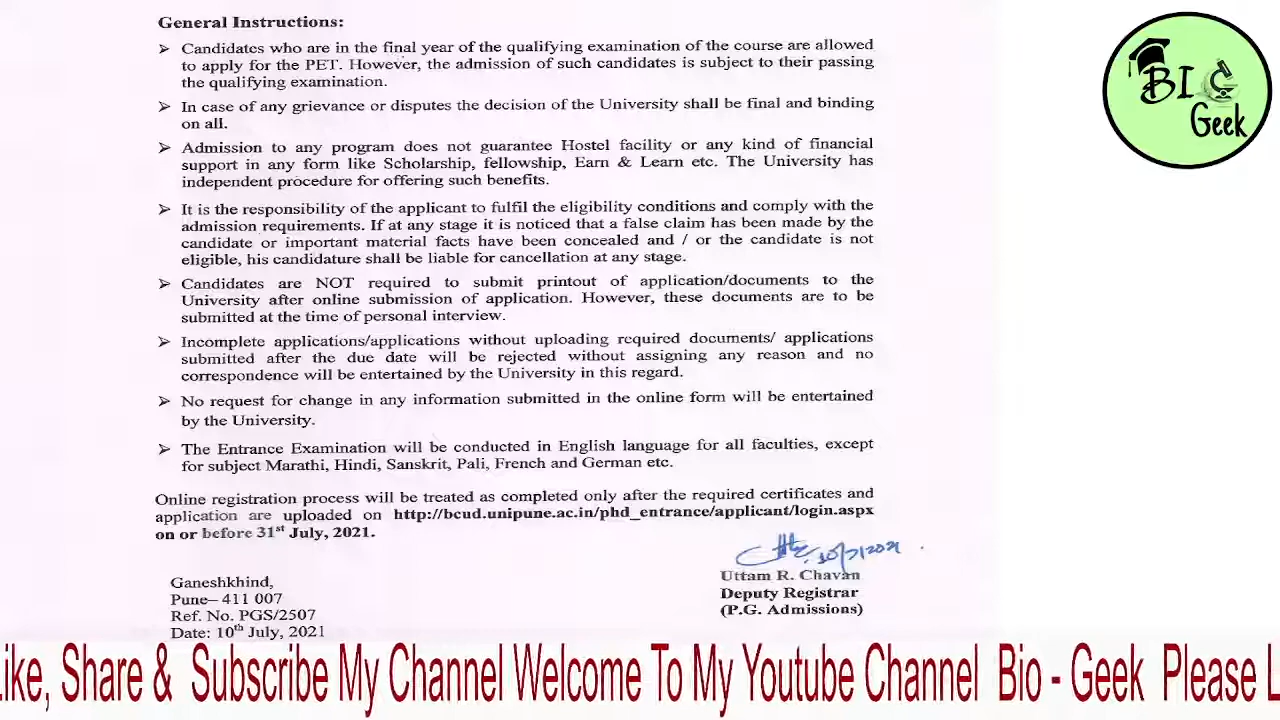 General Instructions:
➢ Candidates who are in the final year of the qualifying examination of the course are allowed
to apply for the PET. However, the admission of such candidates is subject to their passing
the qualifying examination.
➢ In case of any grievance or disputes the decision of the University shall be final and binding
on all.
➢ Admission to any program does not guarantee Hostel facility or any kind of financial
support in any form like Scholarship, fellowship, Earn & Learn etc. The University has
independent procedure for offering such benefits.
➢ It is the responsibility of the applicant to fulfil the eligibility conditions and comply with the
admission requirements. If at any stage it is noticed that a false claim has been made by the
candidate or important material facts have been concealed and / or the candidate is not
eligible, his candidature shall be liable for cancellation at any stage.
➢ Candidates are NOT required to submit printout of application/documents to the
University after online submission of application. However, these documents are to be
submitted at the time of personal interview.
➢ Incomplete applications/applications without uploading required documents/ applications
submitted after the due date will be rejected without assigning any reason and no
correspondence will be entertained by the University in this regard.
➢ No request for change in any information submitted in the online form will be entertained
by the University.
➢ The Entrance Examination will be conducted in English language for all faculties, except
for subject Marathi, Hindi, Sanskrit, Pali, French and German etc.
Online registration process will be treated as completed only after the required certificates and
application are uploaded on http://bcud.unipune.ac.in/phd_entrance/applicant/login.aspx
on or before 31st July, 2021.
10/7/2021
Uttam R. Chavan
Deputy Registrar
(P.G. Admissions)
Ganeshkhind,
Pune– 411 007
Ref. No. PGS/2507
Date: 10th July, 2021
BIO
Geek
ike, Share & Subscribe My Channel Welcome To My Youtube Channel Bio - Geek Please L